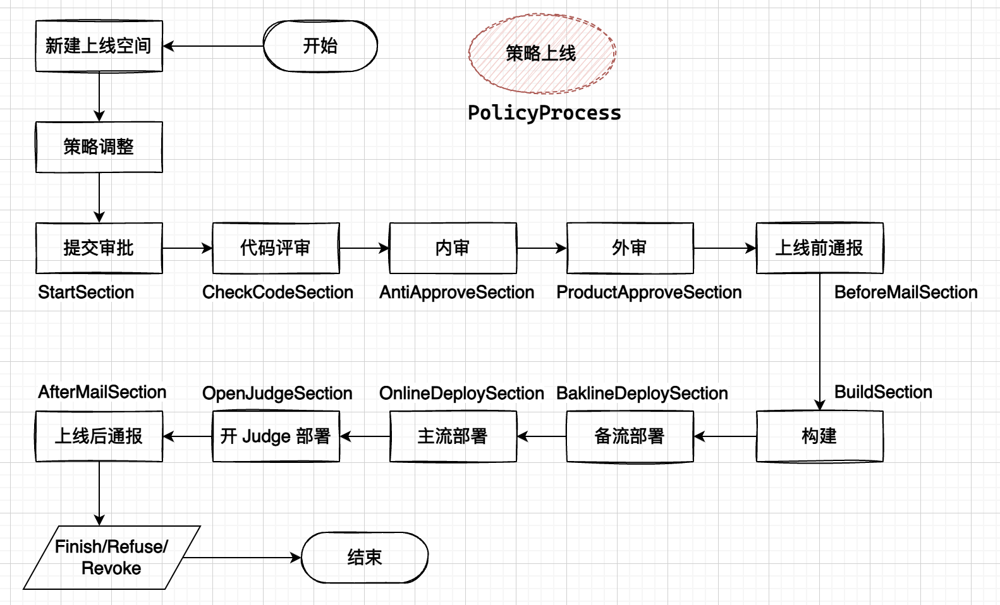 新建上线空间
开始
策略上线
PolicyProcess
策略调整
提交审批
代码评审
内审
外审
上线前通报
StartSection
CheckCodeSection
AntiApproveSection
ProductApproveSection
BeforeMailSection
AfterMailSection
OpenJudgeSection
OnlineDeploySection
BaklineDeploySection
BuildSection
上线后通报
开 Judge 部署
主流部署
备流部署
构建
Finish/Refuse/
Revoke
结束